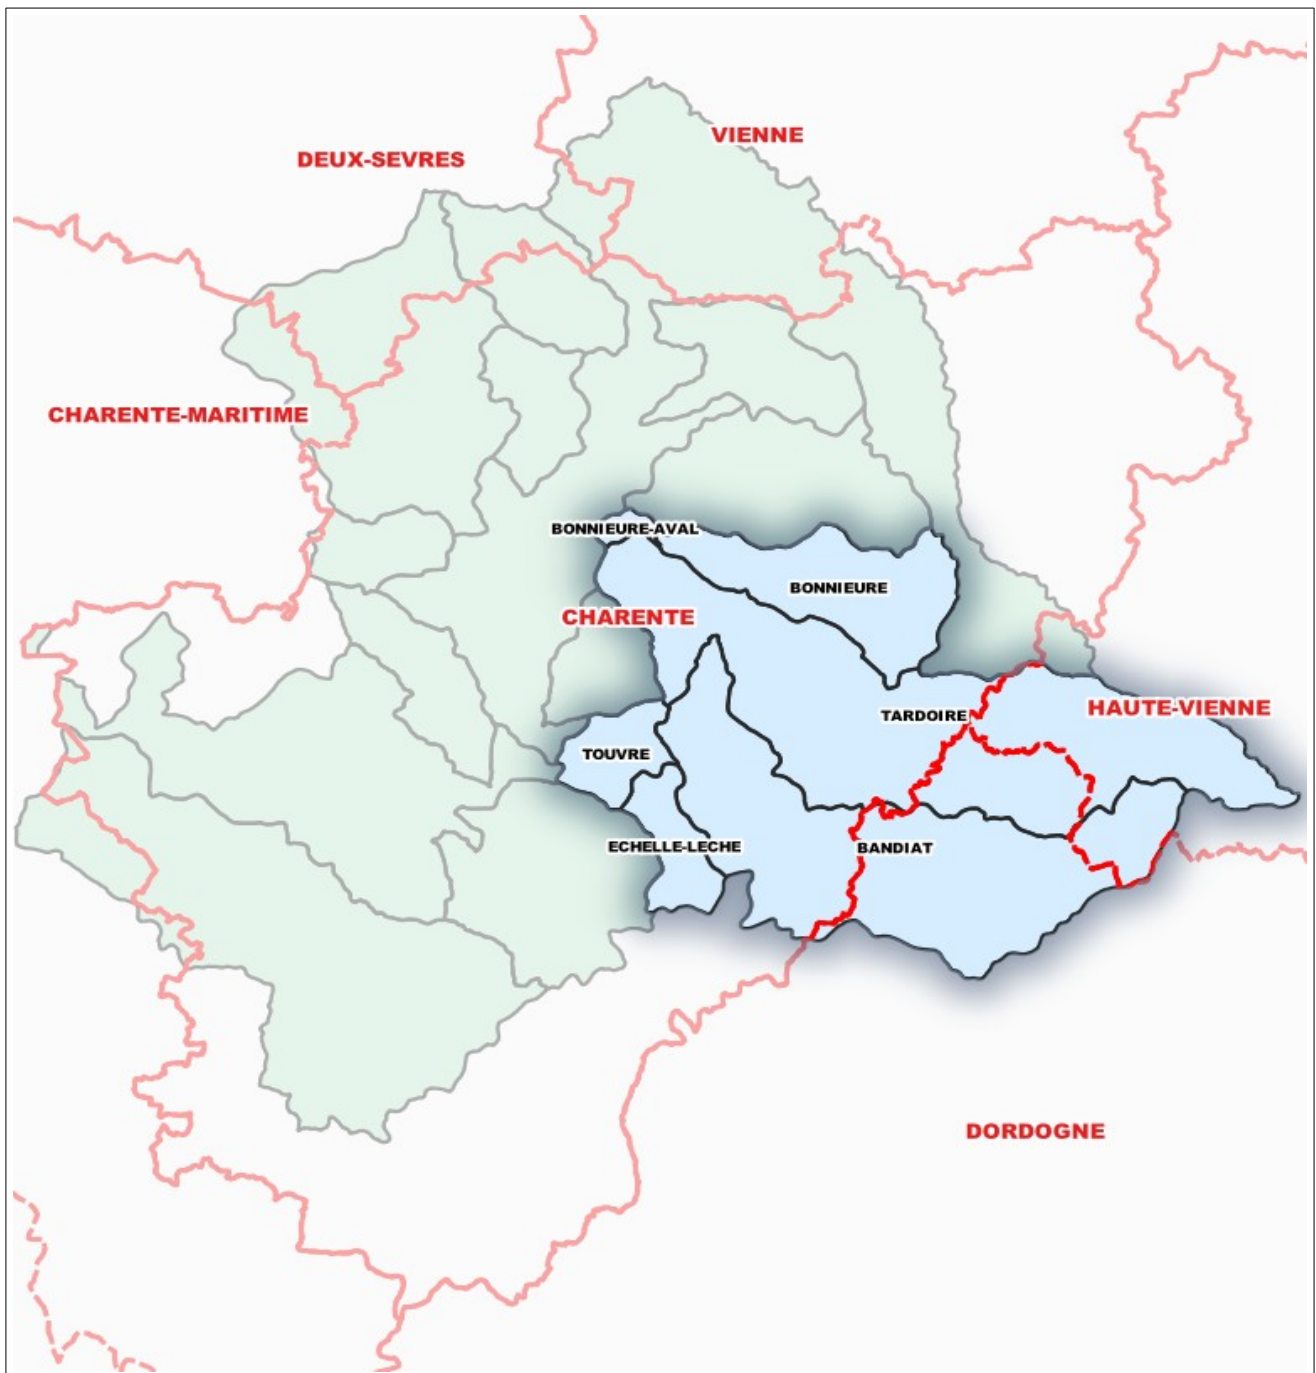 VIENNE
DEUX-SEVRES
CHARENTE-MARITIME
BONNIEURE-AVAL
BONNIEURE
CHARENTE
HAUTE-VIENNE
TARDOIRE
TOUVRE
ECHELLE-LECHE
BANDIAT
DORDOGNE